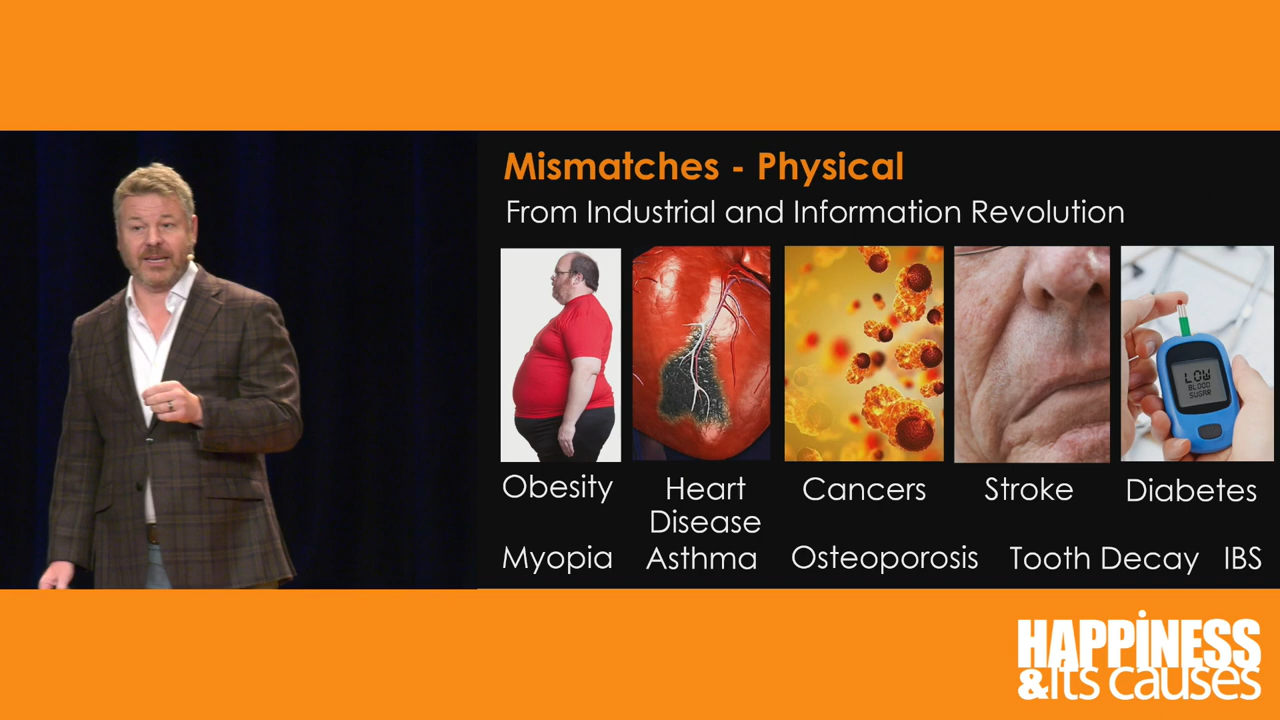 Mismatches - Physical
From Industrial and Information Revolution
LOW
BLOOD
SUGAR
Obesity
Heart
Disease
Cancers
Stroke
Diabetes
Myopia Asthma Osteoporosis Tooth Decay IBS
HAPPiNESS
&its causes